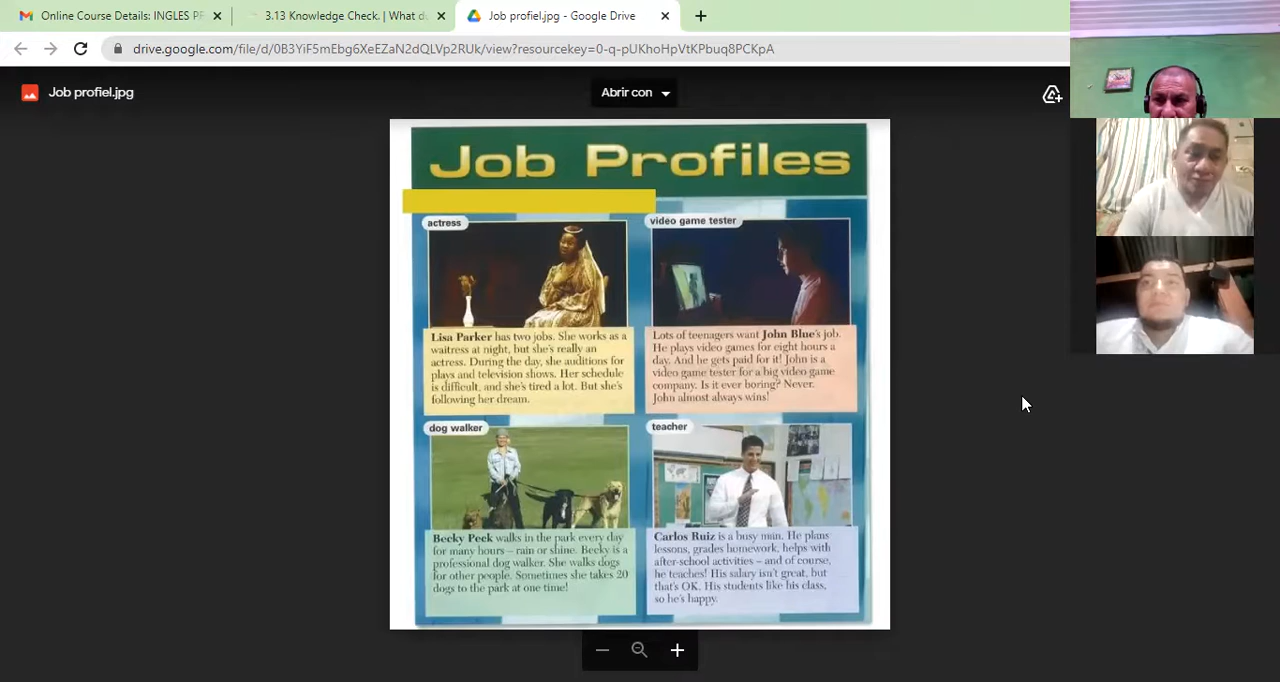 Online Course Details: INGLES PR
3.13 Knowledge Check. | What d
Job profiel.jpg - Google Drive
drive.google.com/file/d/0B3YiF5mEbg6XeEZaN2dQLVp2RUk/view?resourcekey=0-q-pUKhoHpVtKPbuq8PCKpA
Job profiel.jpg
Abrir con
Job Profiles
actress
Lisa Parker has two jobs. She works as a
waitress at night, but she's really an
actress. During the day, she auditions for
plays and television shows. Her schedule
is difficult, and she's tired a lot. But she's
following her dream.
video game tester
Lots of teenagers want John Blue's job.
He plays video games for eight hours a
day. And he gets paid for it! John is a
video game tester for a big video game
company. Is it ever boring? Never.
John almost always wins!
dog walker
Becky Peck walks in the park every day
for many hours – rain or shine. Becky is a
professional dog walker. She walks dogs
for other people. Sometimes she takes 20
dogs to the park at one time!
teacher
Carlos Ruiz is a busy man. He plans
lessons, grades homework, helps with
after-school activities – and of course,
he teaches! His salary isn't great, but
that's OK. His students like his class,
so he's happy.